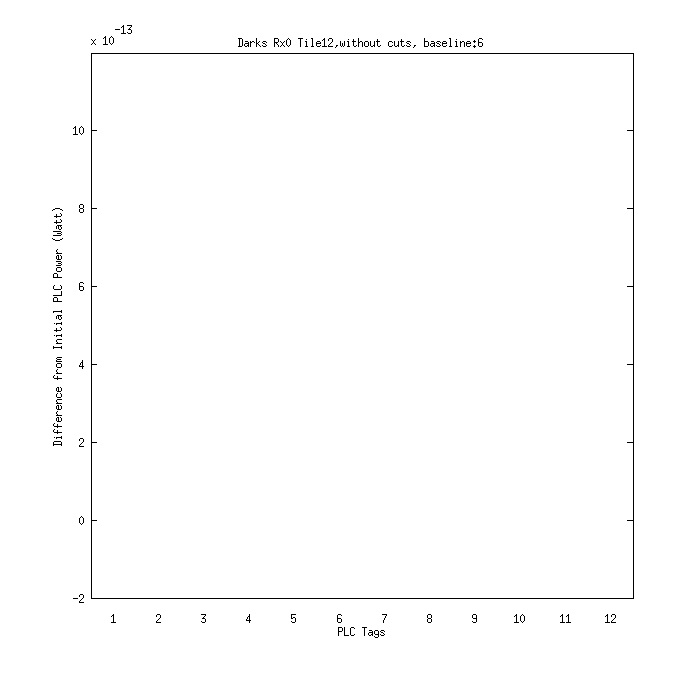 x 10^-13
Darks Rx0 Tile12,without cuts, baseline:6
Difference from Initial PLC Power (Watt)
10
8
6
4
2
0
-2
1 2 3 4 5 6 7 8 9 10 11 12
PLC Tags